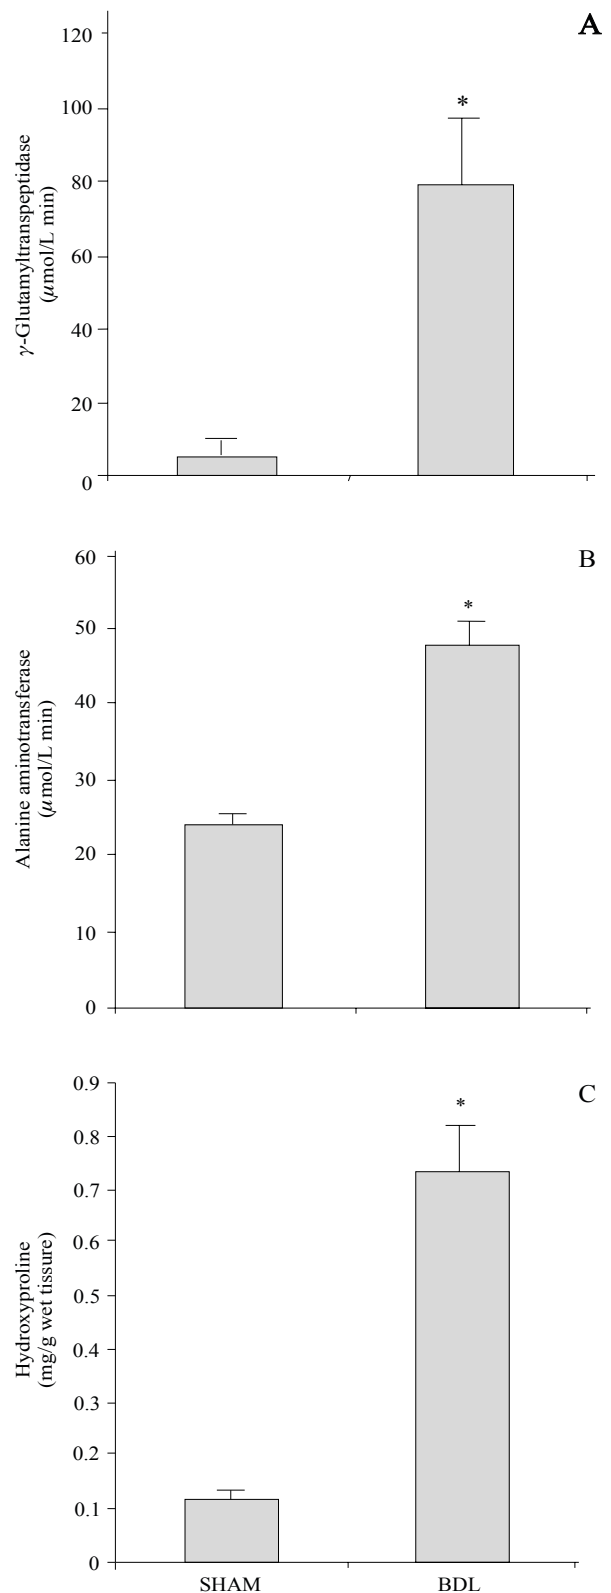 A
120
100
80
60
40
20
0
γ-Glutamyltranspeptidase
(μmol/L min)
*
B
60
50
40
30
20
10
0
Alanine aminotransferase
(μmol/L min)
*
C
0.9
0.8
0.7
0.6
0.5
0.4
0.3
0.2
0.1
0
Hydroxyproline
(mg/g wet tissure)
*
SHAM BDL